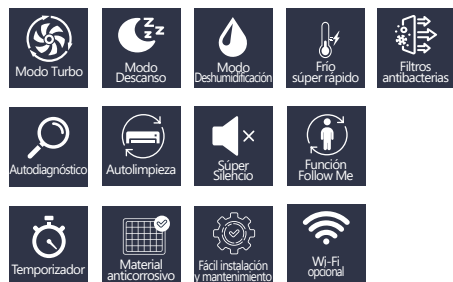 Modo Turbo
z z z
Modo
Descanso
Modo
Deshumidificación
Frío
súper rápido
Filtros
antibacterias
Autodiagnóstico
Autolimpieza
Súper
Silencio
Función
Follow Me
Temporizador
Material
anticorrosivo
Fácil instalación
y mantenimiento
Wi-Fi
opcional